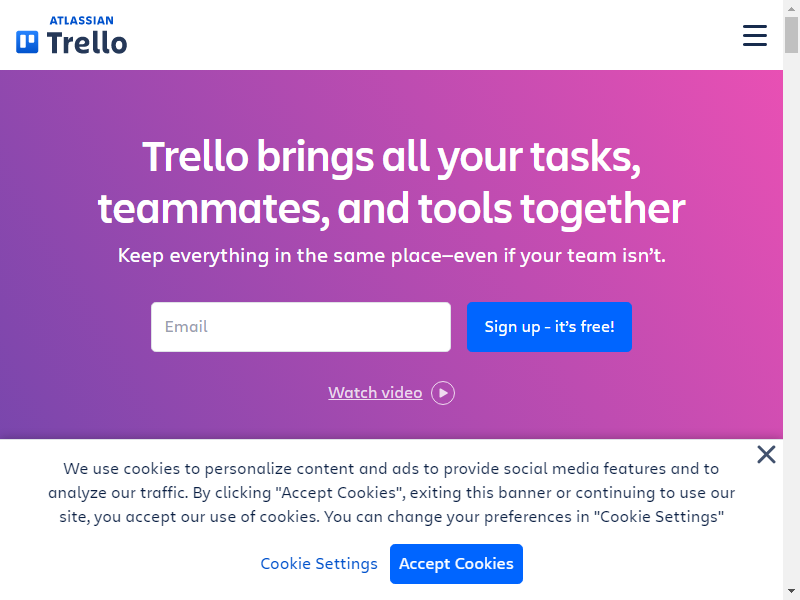 ATLASSIAN
Trello
Trello brings all your tasks,
teammates, and tools together
Keep everything in the same place—even if your team isn’t.
Email
Sign up - it’s free!
Watch video
We use cookies to personalize content and ads to provide social media features and to
analyze our traffic. By clicking "Accept Cookies", exiting this banner or continuing to use our
site, you accept our use of cookies. You can change your preferences in "Cookie Settings"
Cookie Settings
Accept Cookies